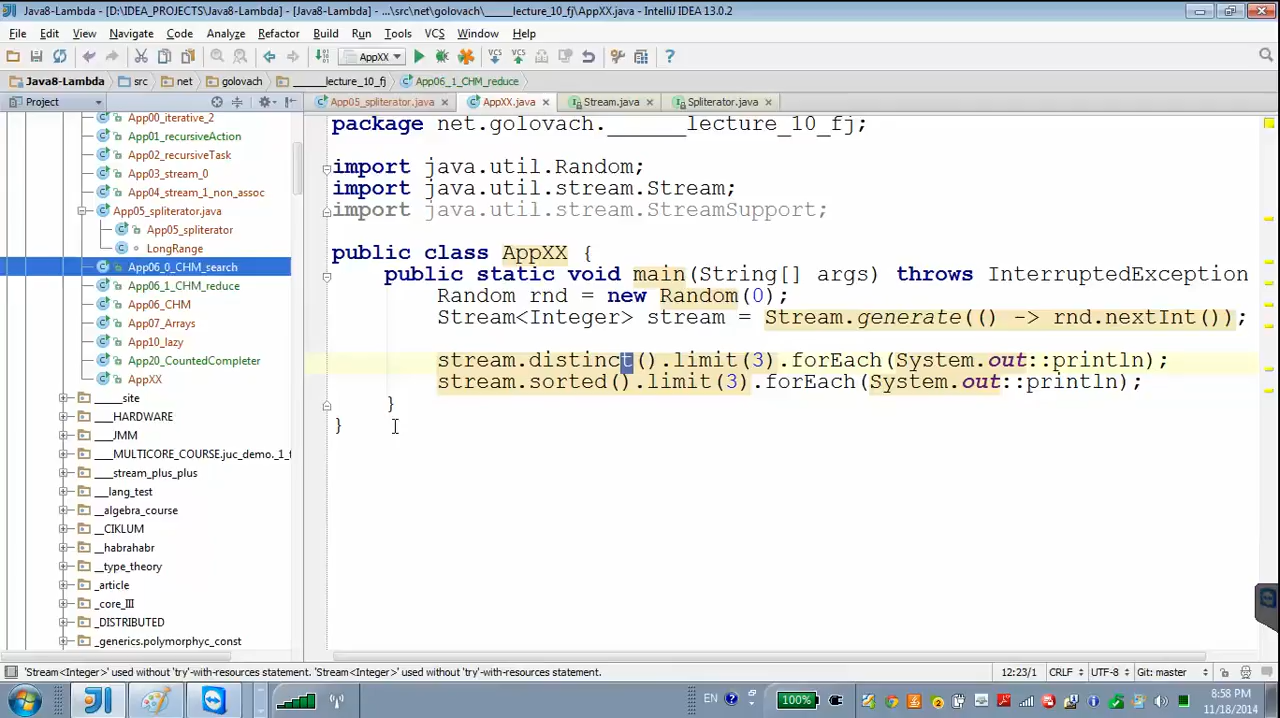 Java8-Lambda - [D:\IDEA_PROJECTS\Java8-Lambda] - [Java8-Lambda] - ...\src\net\golovach\_____lecture_10_fj\AppXX.java - IntelliJ IDEA 13.0.2
File Edit View Navigate Code Analyze Refactor Build Run Tools VCS Window Help
AppXX
Java8-Lambda src net golovach _____lecture_10_fj App06_1_CHM_reduce
Project
App05_spliterator.java AppXX.java Stream.java Spliterator.java
App00_iterative_2
App01_recursiveAction
App02_recursiveTask
App03_stream_0
App04_stream_1_non_assoc
App05_spliterator.java
App05_spliterator
LongRange
App06_0_CHM_search
App06_1_CHM_reduce
App06_CHM
App07_Arrays
App10_lazy
App20_CountedCompleter
AppXX
____site
___HARDWARE
___JMM
___MULTICORE_COURSE.juc_demo._1_f
___stream_plus_plus
__lang_test
__algebra_course
__CIKLUM
__habrahabr
__type_theory
_article
_core_III
_DISTRIBUTED
_generics.polymorphyc_const
package net.golovach.______lecture_10_fj;
import java.util.Random;
import java.util.stream.Stream;
import java.util.stream.StreamSupport;
public class AppXX {
public static void main(String[] args) throws InterruptedException
Random rnd = new Random(0);
Stream<Integer> stream = Stream.generate(() -> rnd.nextInt());
stream.distinct().limit(3).forEach(System.out::println);
stream.sorted().limit(3).forEach(System.out::println);
}
}
'Stream<Integer>' used without 'try'-with-resources statement. 'Stream<Integer>' used without 'try'-with-resources statement.
12:23/1 CRLF UTF-8 Git: master
EN 100% 8:58 PM
11/18/2014